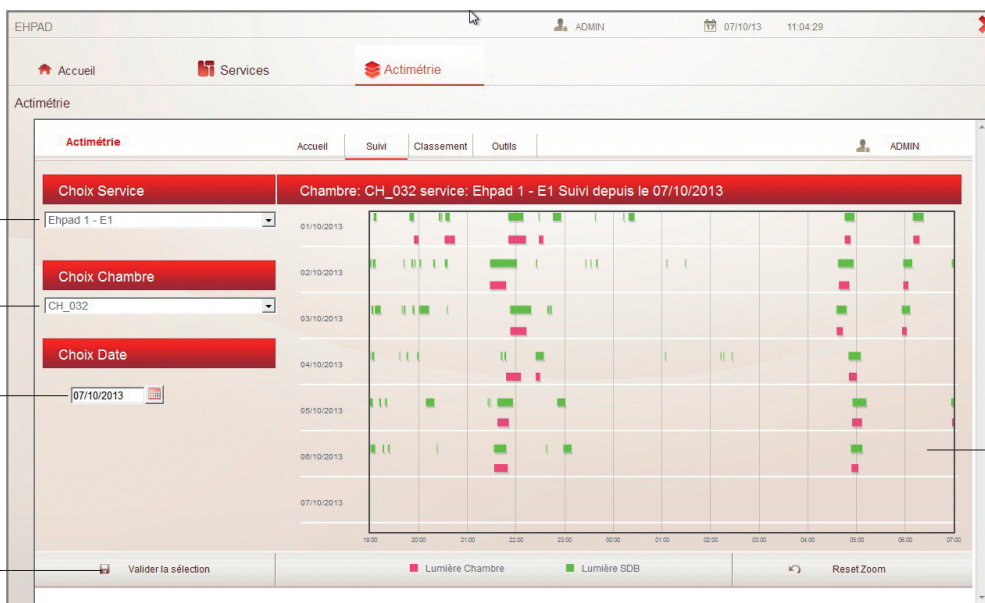 EHPAD ADMIN 17 07/10/13 11:04:29
Accueil Services Actimétrie
Actimétrie
Actimétrie Accueil Suivi Classement Outils ADMIN
Choix Service Chambre: CH_032 service: Ehpad 1 - E1 Suivi depuis le 07/10/2013
Ehpad 1 - E1
01/10/2013
02/10/2013
Choix Chambre
CH_032
03/10/2013
Choix Date
04/10/2013
07/10/2013
05/10/2013
06/10/2013
07/10/2013
19:00 20:00 21:00 22:00 23:00 00:00 01:00 02:00 03:00 04:00 05:00 06:00 07:00
Valider la sélection Lumière Chambre Lumière SDB Reset Zoom